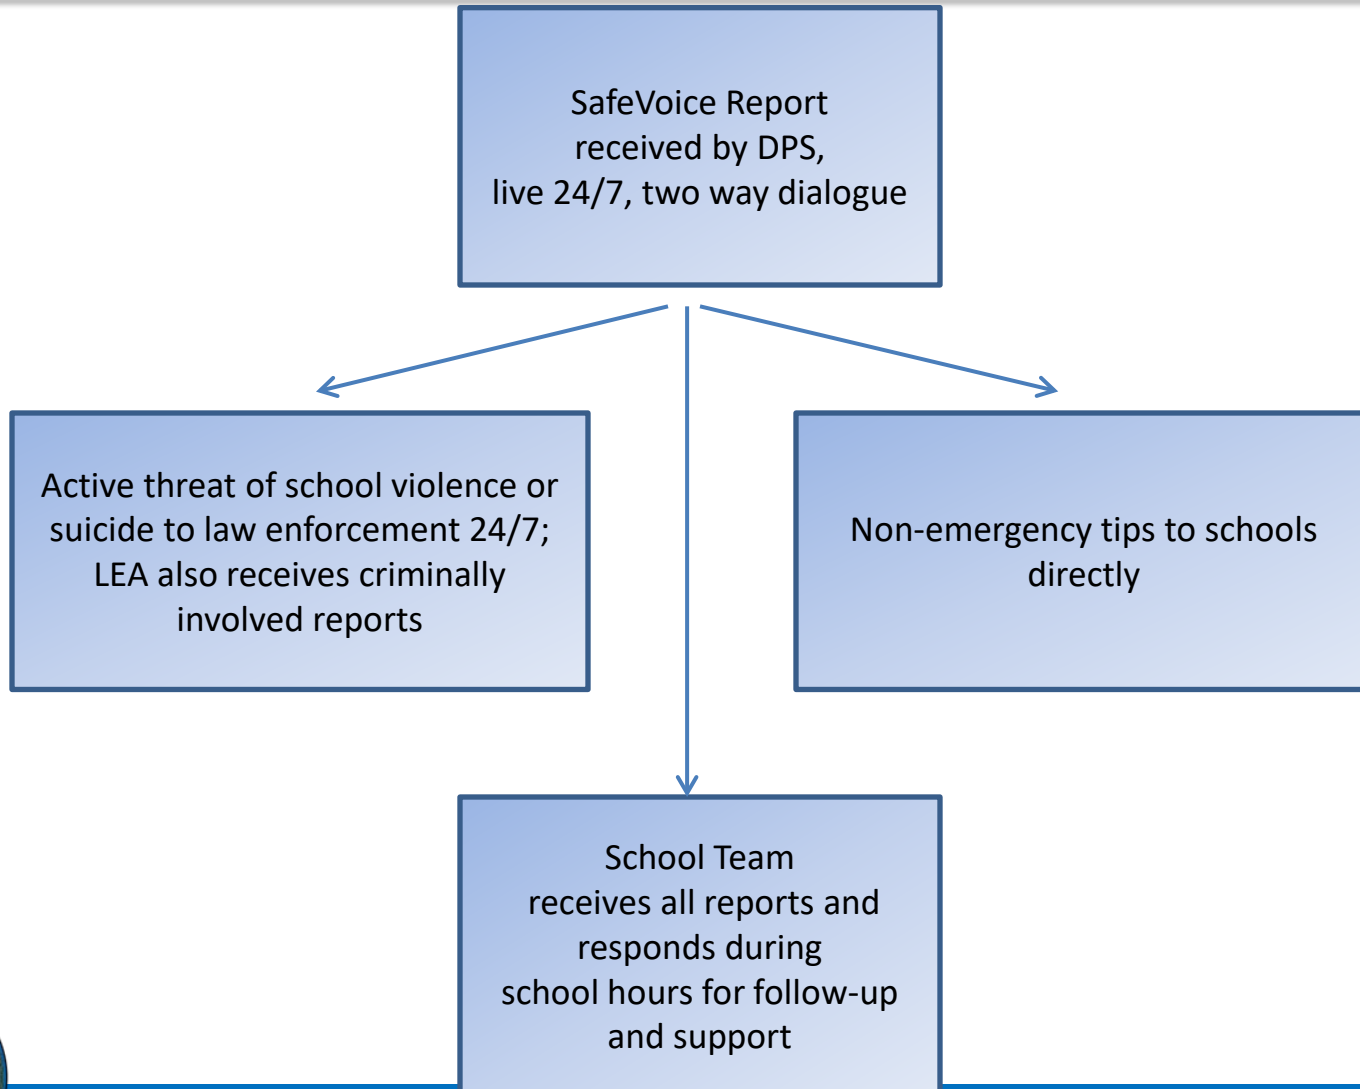 SafeVoice Report
received by DPS,
live 24/7, two way dialogue
Active threat of school violence or
suicide to law enforcement 24/7;
LEA also receives criminally
involved reports
Non-emergency tips to schools
directly
School Team
receives all reports and
responds during
school hours for follow-up
and support